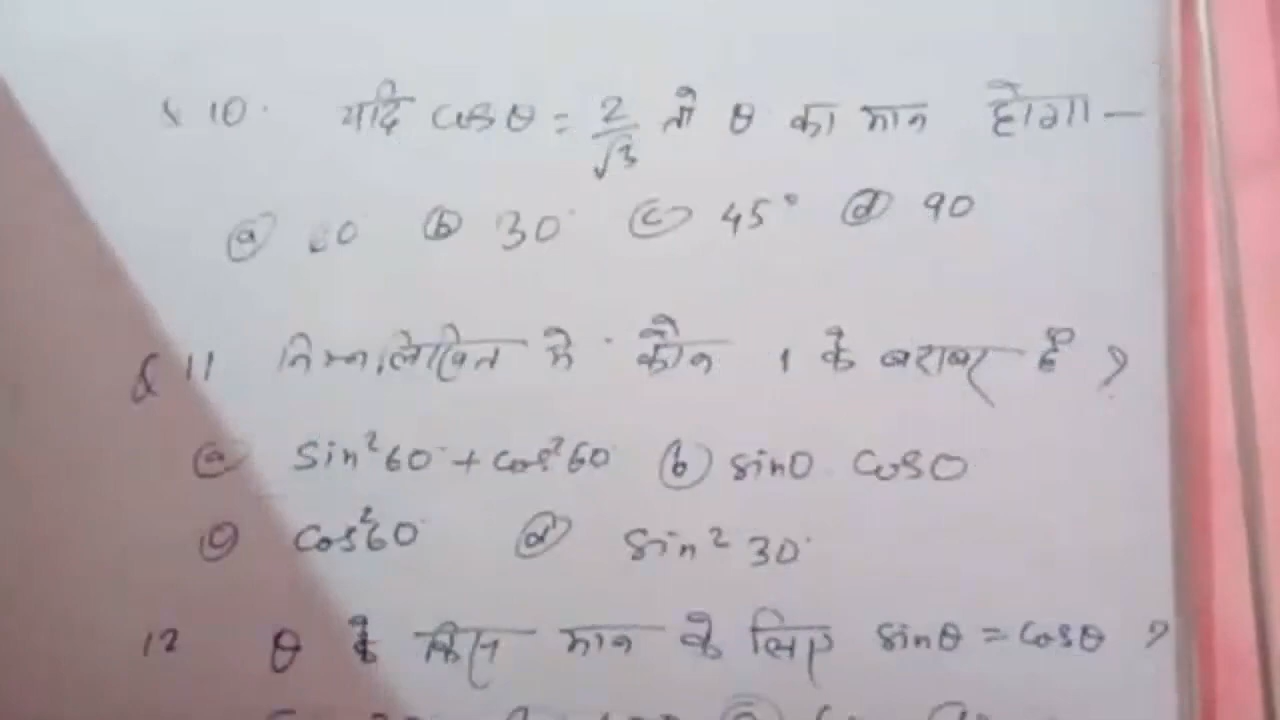 10. यदि cosθ = 2/√3 तो θ का मान होगा —
(a) 60 (b) 30° (c) 45° (d) 90
11 निम्नलिखित में कौन 1 के बराबर है ?
(a) sin²60° + cos²60° (b) sin0 cos0
(c) cos²60° (d) sin²30°
12 θ के किस मान के लिए sinθ = cosθ ?